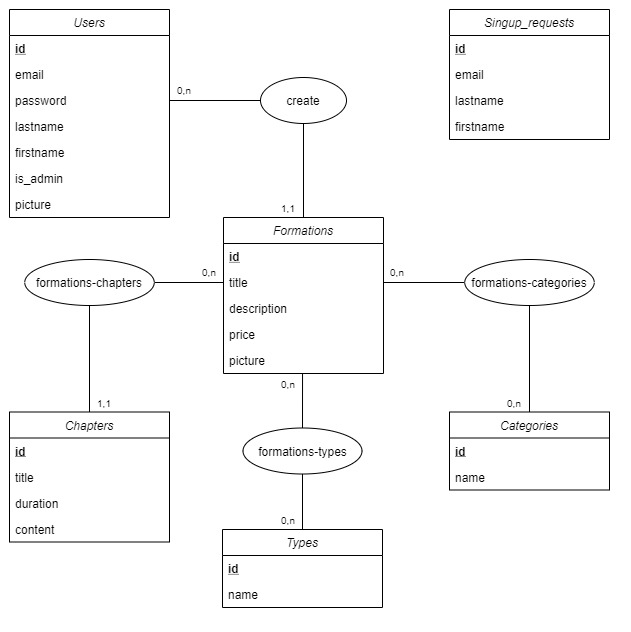 Users
id
email
password
lastname
firstname
is_admin
picture
0,n
create
1,1
Singup_requests
id
email
lastname
firstname
Formations
id
title
description
price
picture
formations-chapters
0,n
0,n
formations-categories
1,1
Chapters
id
title
duration
content
0,n
formations-types
0,n
Types
id
name
0,n
Categories
id
name